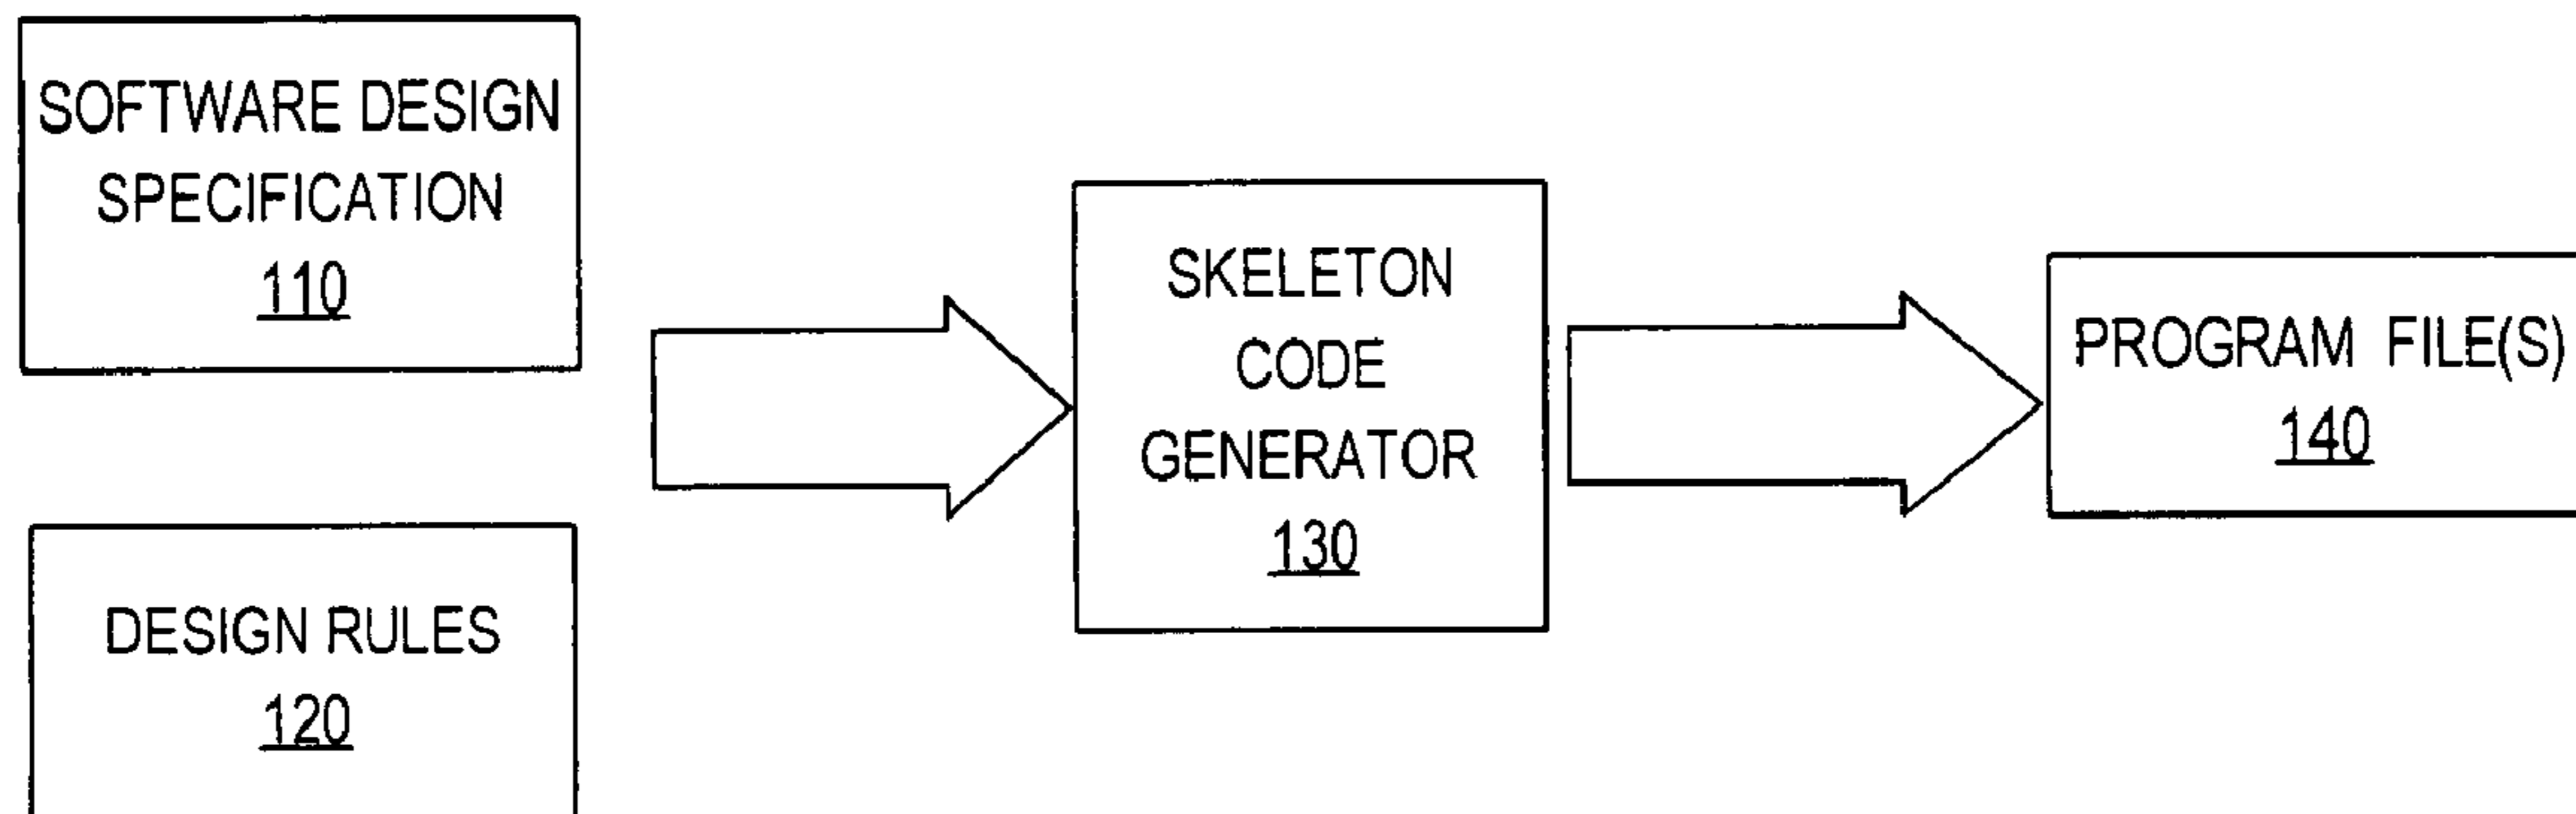 SOFTWARE DESIGN
SPECIFICATION
110
DESIGN RULES
120
SKELETON
CODE
GENERATOR
130
PROGRAM FILE(S)
140